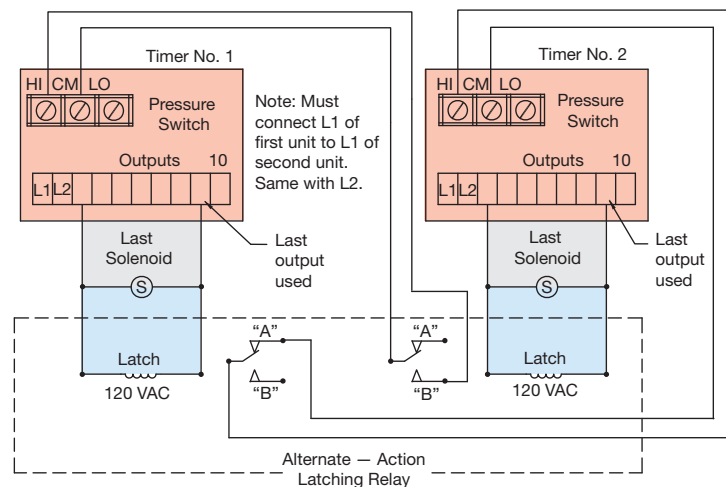 Timer No. 1
HI CM LO
Pressure
Switch
Outputs 10
L1 L2
Last
Solenoid
S
Last
output
used
Note: Must
connect L1 of
first unit to L1 of
second unit.
Same with L2.
Timer No. 2
HI CM LO
Pressure
Switch
Outputs 10
L1 L2
Last
Solenoid
S
Last
output
used
Latch
120 VAC
“A”
“B”
“A”
“B”
Latch
120 VAC
Alternate — Action
Latching Relay